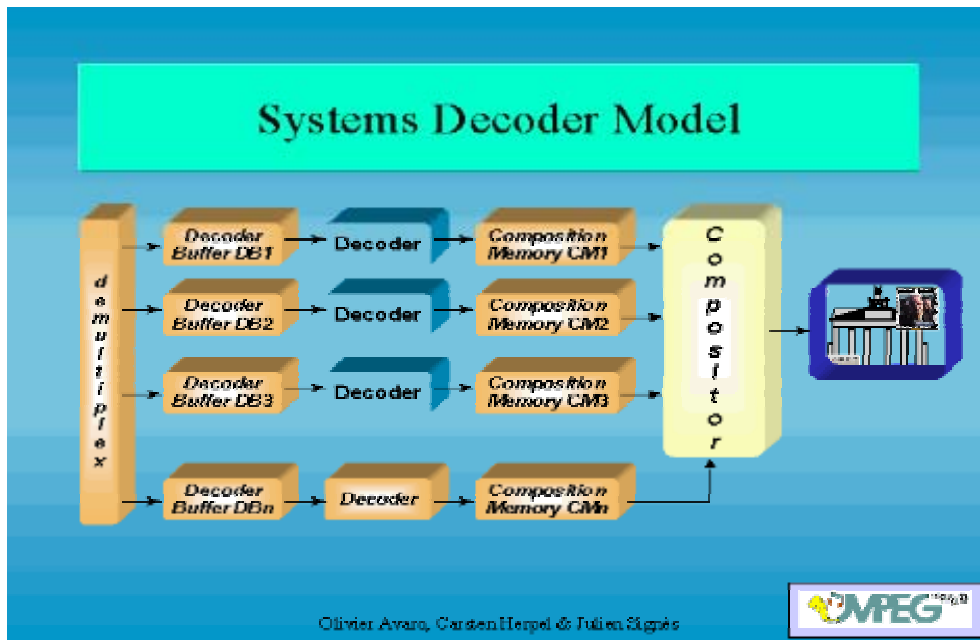 Systems Decoder Model
demultiplex
Decoder
Buffer DB1
Decoder
Composition
Memory CM1
Decoder
Buffer DB2
Decoder
Composition
Memory CM2
Decoder
Buffer DB3
Decoder
Composition
Memory CM3
Decoder
Buffer DBn
Decoder
Composition
Memory CMn
Compositor
Olivier Avaro, Carsten Herpel & Julien Signès
MPEG